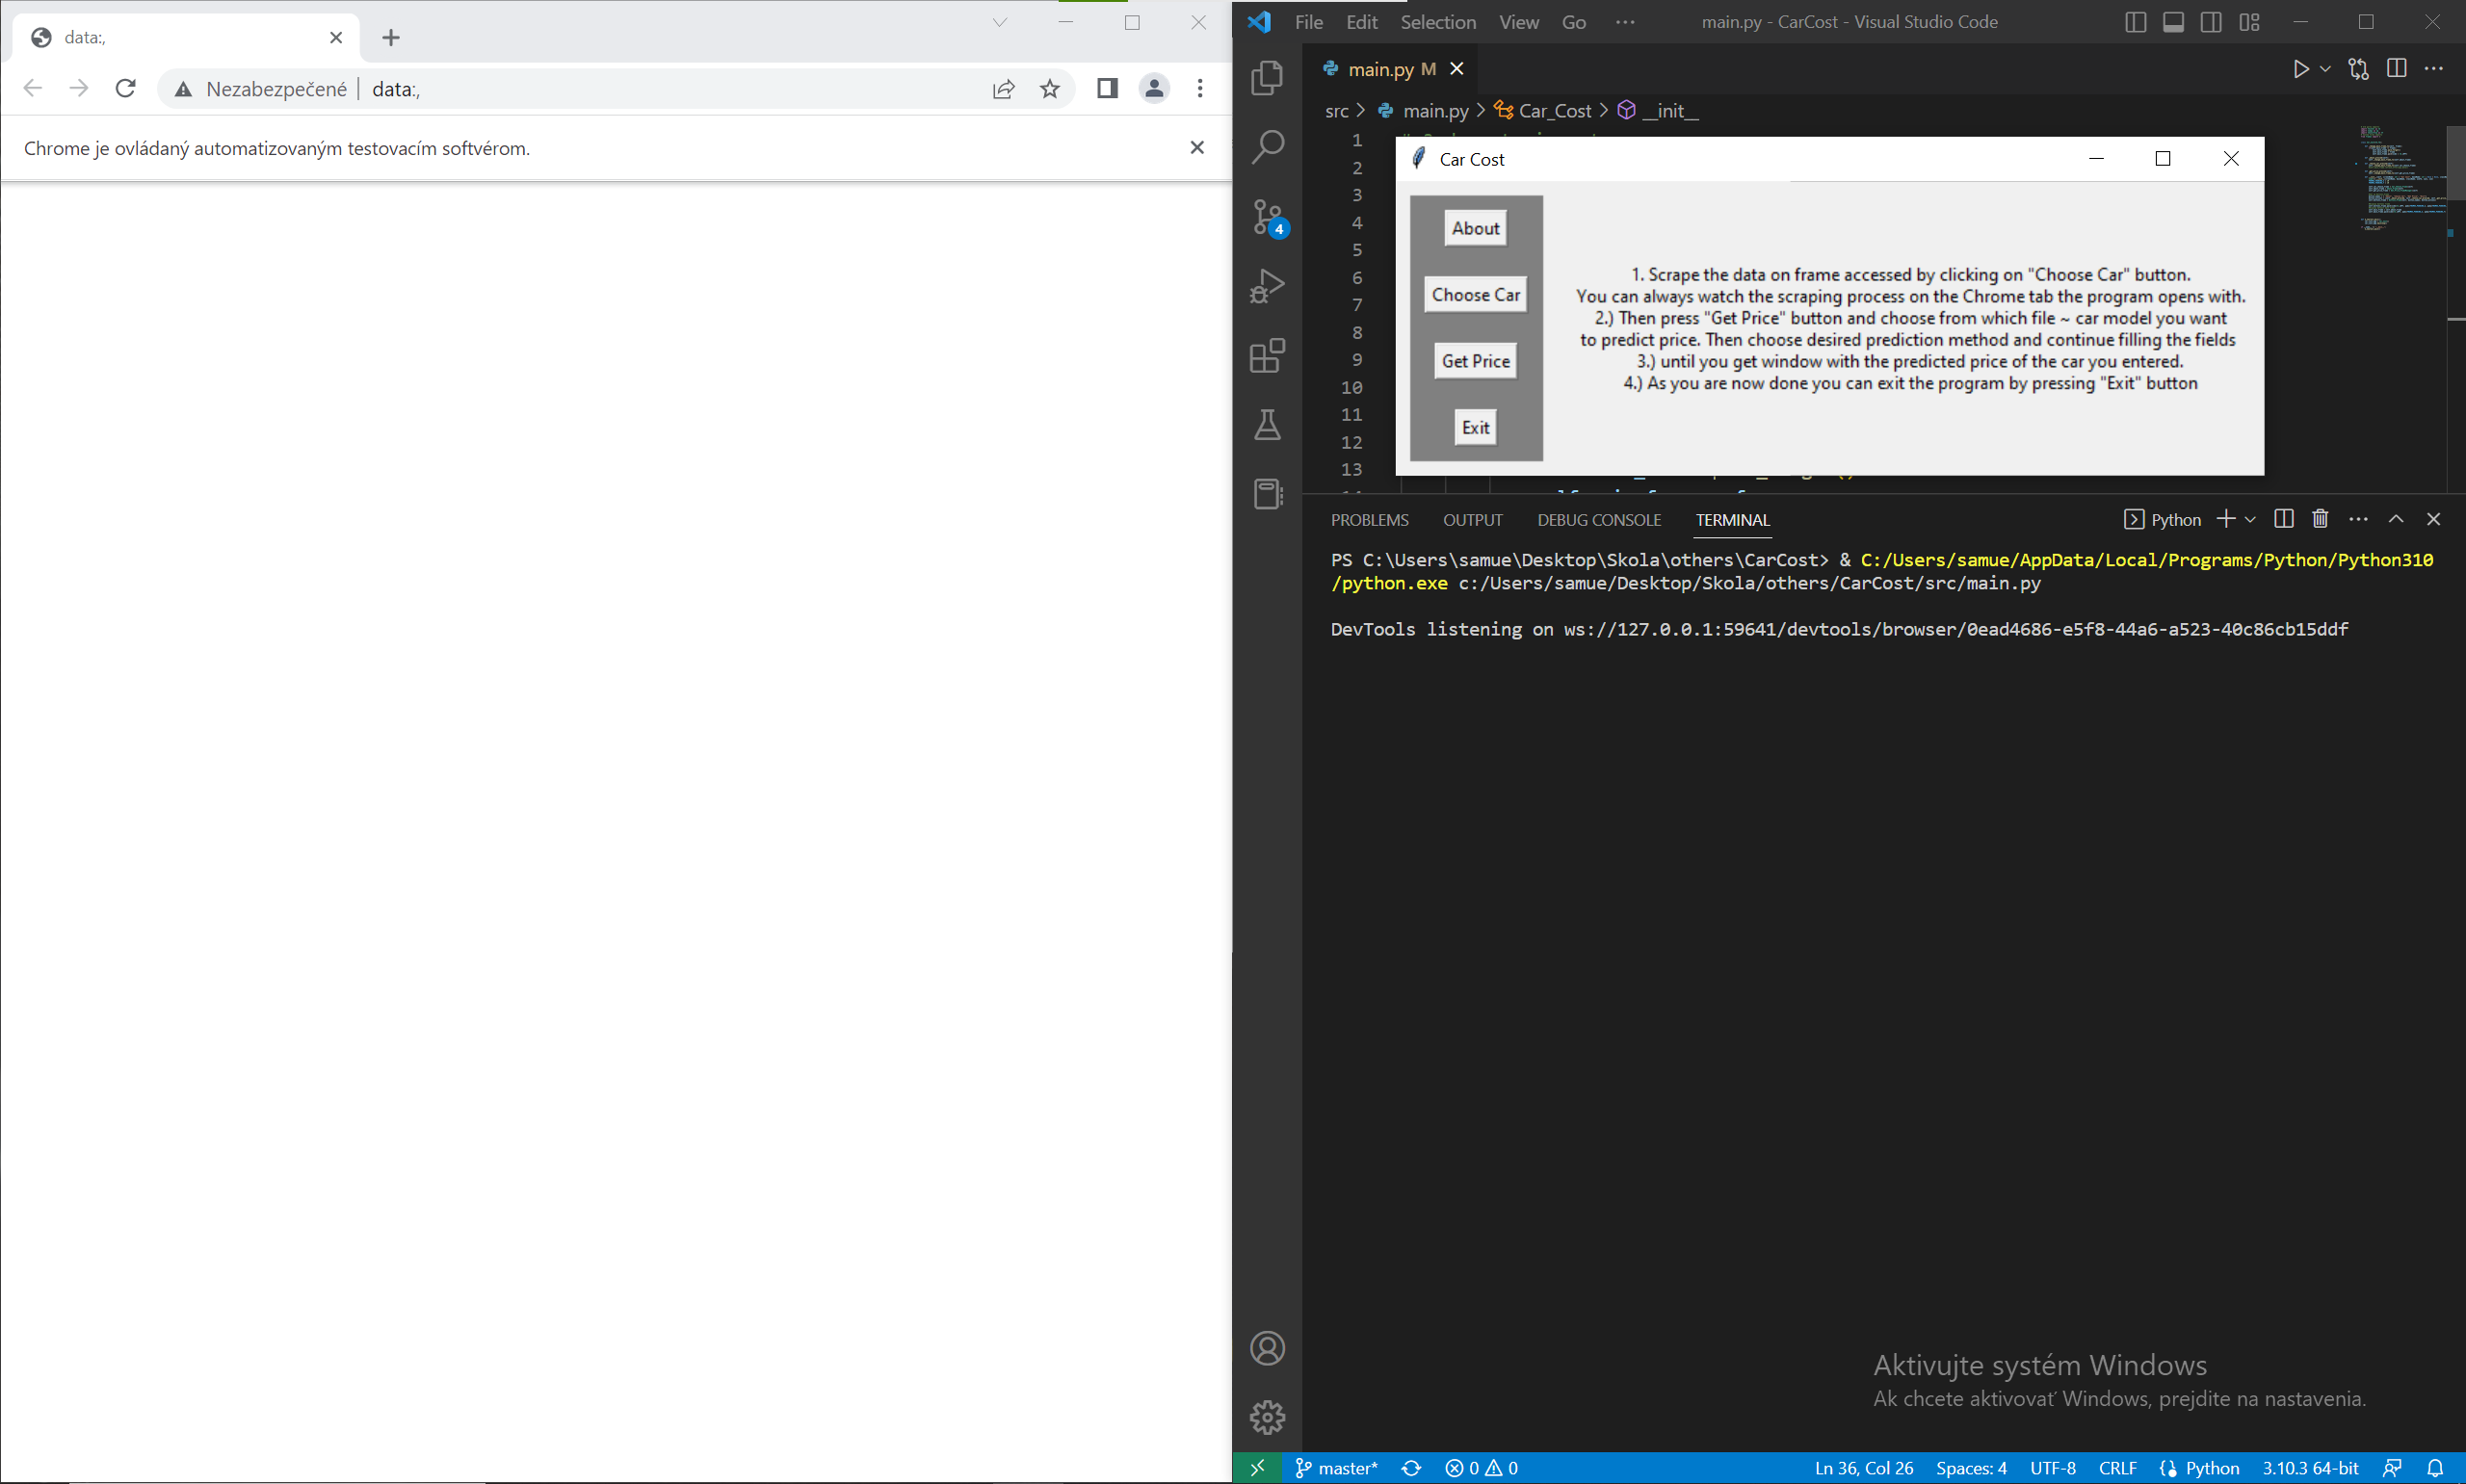 data:,
Nezabezpečené
data:,
Chrome je ovládaný automatizovaným testovacím softvérom.
File Edit Selection View Go ··· main.py - CarCost - Visual Studio Code
main.py M
src > main.py > Car_Cost > __init__
1
2
3
4
5
6
7
8
9
10
11
12
13
Car Cost
About
Choose Car
Get Price
Exit
1. Scrape the data on frame accessed by clicking on "Choose Car" button.
You can always watch the scraping process on the Chrome tab the program opens with.
2.) Then press "Get Price" button and choose from which file ~ car model you want
to predict price. Then choose desired prediction method and continue filling the fields
3.) until you get window with the predicted price of the car you entered.
4.) As you are now done you can exit the program by pressing "Exit" button
4
PROBLEMS OUTPUT DEBUG CONSOLE TERMINAL Python
PS C:\Users\samue\Desktop\Skola\others\CarCost> & C:/Users/samue/AppData/Local/Programs/Python/Python310
/python.exe c:/Users/samue/Desktop/Skola/others/CarCost/src/main.py
DevTools listening on ws://127.0.0.1:59641/devtools/browser/0ead4686-e5f8-44a6-a523-40c86cb15ddf
Aktivujte systém Windows
Ak chcete aktivovať Windows, prejdite na nastavenia.
master* 0 0 Ln 36, Col 26 Spaces: 4 UTF-8 CRLF Python 3.10.3 64-bit